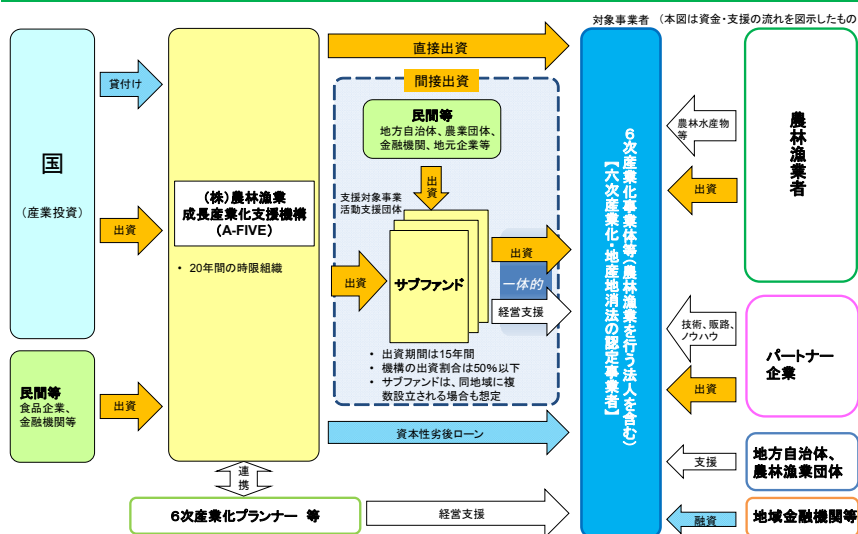 対象事業者
(本図は資金・支援の流れを図示したもの
国
(産業投資)
貸付け
出資
民間等
食品企業、
金融機関等
出資
(株)農林漁業
成長産業化支援機構
(A-FIVE)
• 20年間の時限組織
連
携
6次産業化プランナー 等
直接出資
間接出資
民間等
地方自治体、農業団体、
金融機関、地元企業等
出
資
支援対象事業
活動支援団体
出資
サブファンド
出資
一体的
経営支援
• 出資期間は15年間
• 機構の出資割合は50%以下
• サブファンドは、同地域に複
数設立される場合も想定
資本性劣後ローン
経営支援
6次産業化事業体等(農林漁業を行う法人を含む)
【六次産業化・地産地消法の認定事業者】
農林水産物
等
出資
農林漁業者
技術、販路、
ノウハウ
出資
パートナー
企業
支援
地方自治体、
農林漁業団体
融資
地域金融機関等